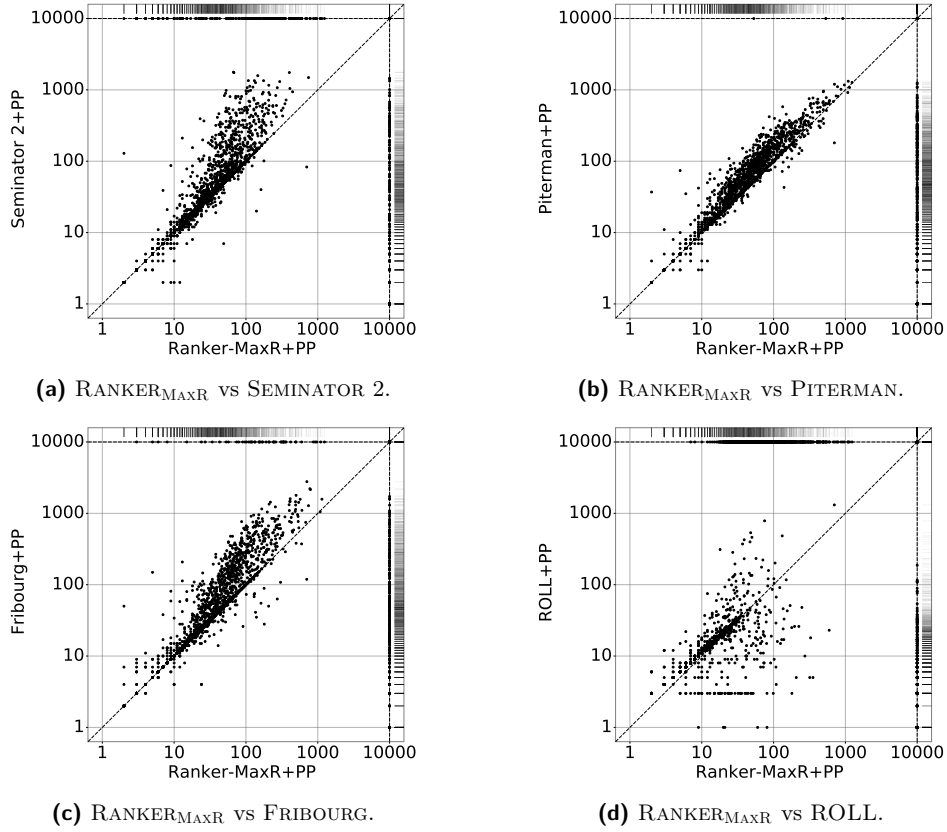 10000
1000
100
10
1
Seminator 2+PP
1 10 100 1000 10000
Ranker-MaxR+PP
(a) RANKERMAXR vs SEMINATOR 2.
10000
1000
100
10
1
Piterman+PP
1 10 100 1000 10000
Ranker-MaxR+PP
(b) RANKERMAXR vs PITERMAN.
10000
1000
100
10
1
Fribourg+PP
1 10 100 1000 10000
Ranker-MaxR+PP
(c) RANKERMAXR vs FRIBOURG.
10000
1000
100
10
1
ROLL+PP
1 10 100 1000 10000
Ranker-MaxR+PP
(d) RANKERMAXR vs ROLL.